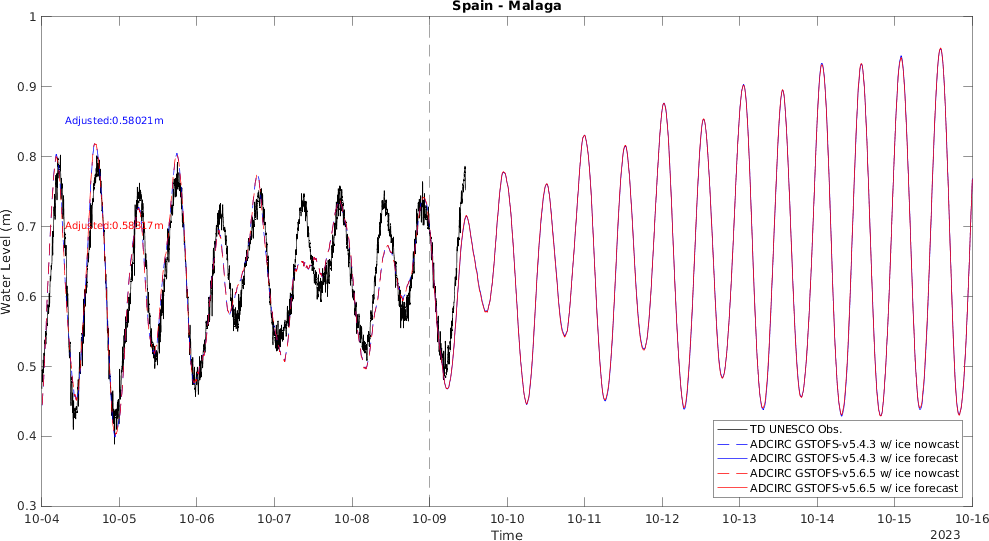 Spain - Malaga
1
0.9
0.8
0.7
0.6
0.5
0.4
0.3
Water Level (m)
Adjusted:0.58021m
Adjusted:0.58317m
TD UNESCO Obs.
ADCIRC GSTOFS-v5.4.3 w/ ice nowcast
ADCIRC GSTOFS-v5.4.3 w/ ice forecast
ADCIRC GSTOFS-v5.6.5 w/ ice nowcast
ADCIRC GSTOFS-v5.6.5 w/ ice forecast
10-04 10-05 10-06 10-07 10-08 10-09 10-10 10-11 10-12 10-13 10-14 10-15 10-16
Time
2023